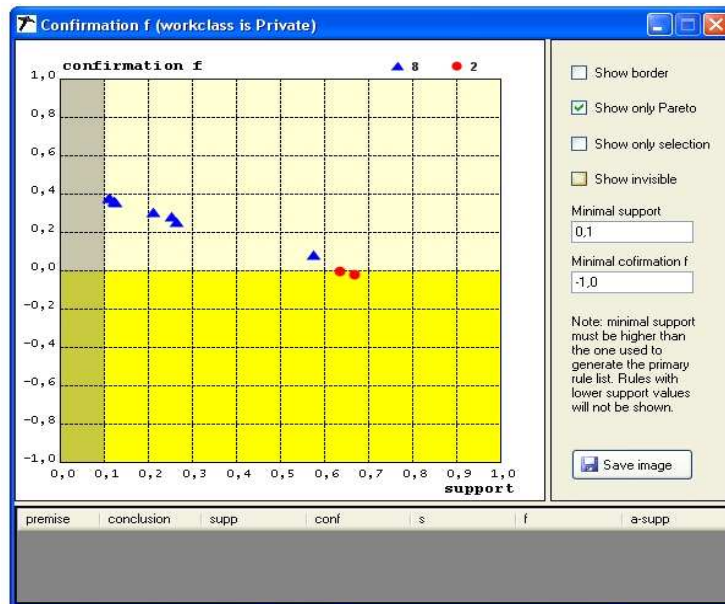 Confirmation f (workclass is Private)
confirmation f
8
2
1,0
0,8
0,6
0,4
0,2
0,0
-0,2
-0,4
-0,6
-0,8
-1,0
0,0 0,1 0,2 0,3 0,4 0,5 0,6 0,7 0,8 0,9 1,0
support
Show border
Show only Pareto
Show only selection
Show invisible
Minimal support
0,1
Minimal cofirmation f
-1,0
Note: minimal support
must be higher than
the one used to
generate the primary
rule list. Rules with
lower support values
will not be shown.
Save image
premise conclusion supp conf s f a-supp